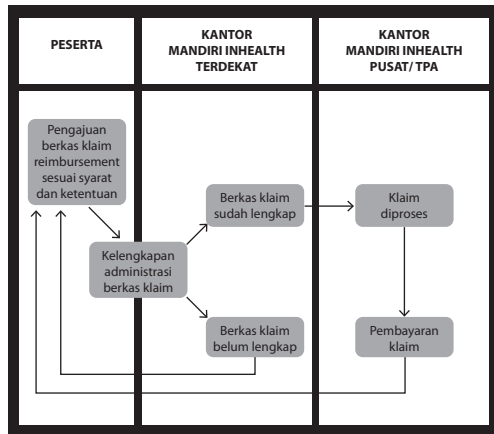 PESERTA
KANTOR
MANDIRI INHEALTH
TERDEKAT
KANTOR
MANDIRI INHEALTH
PUSAT/ TPA
Pengajuan
berkas klaim
reimbursement
sesuai syarat
dan ketentuan
Kelengkapan
administrasi
berkas klaim
Berkas klaim
sudah lengkap
Berkas klaim
belum lengkap
Klaim
diproses
Pembayaran
klaim